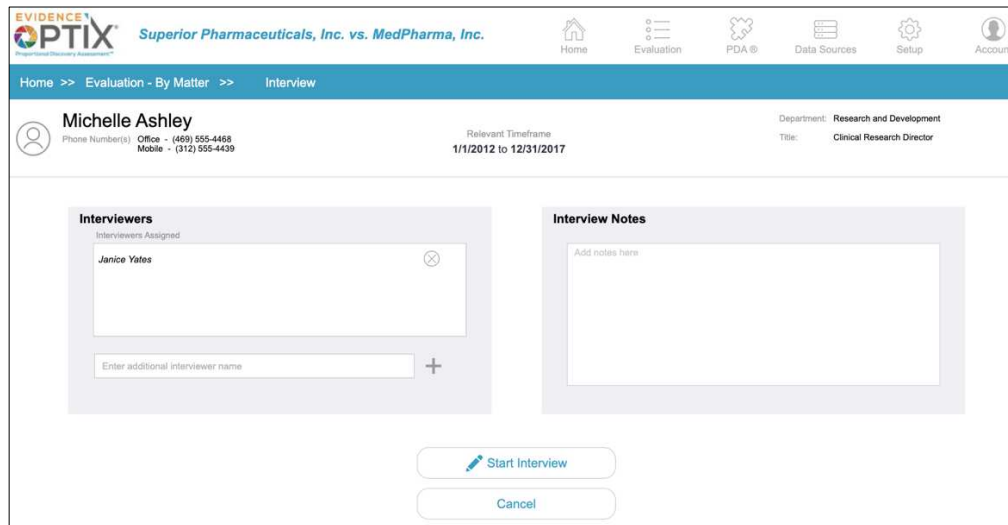 EVIDENCE
OPTIX
Proportional Discovery Assessment™
Superior Pharmaceuticals, Inc. vs. MedPharma, Inc.
Home
Evaluation
PDA ®
Data Sources
Setup
Accoun
Home >> Evaluation - By Matter >> Interview
Michelle Ashley
Phone Number(s) Office - (469) 555-4468
Mobile - (312) 555-4439
Relevant Timeframe
1/1/2012 to 12/31/2017
Department: Research and Development
Title: Clinical Research Director
Interviewers
Interviewers Assigned
Janice Yates
Enter additional interviewer name
Interview Notes
Add notes here
Start Interview
Cancel